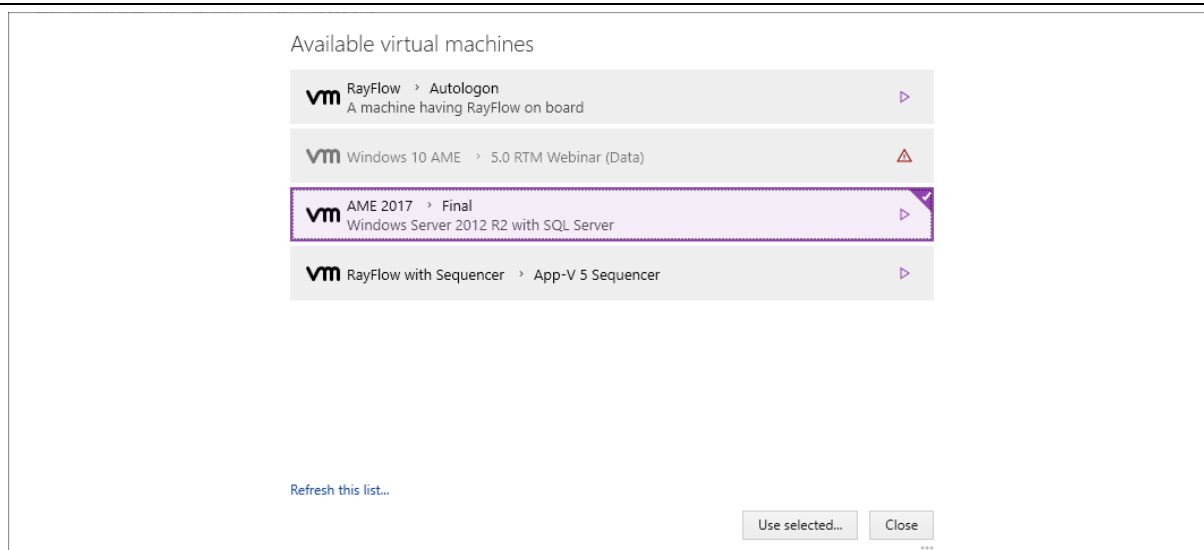 Available virtual machines
vm RayFlow > Autologon
A machine having RayFlow on board
vm Windows 10 AME > 5.0 RTM Webinar (Data)
vm AME 2017 > Final
Windows Server 2012 R2 with SQL Server
vm RayFlow with Sequencer > App-V 5 Sequencer
Refresh this list...
Use selected... Close